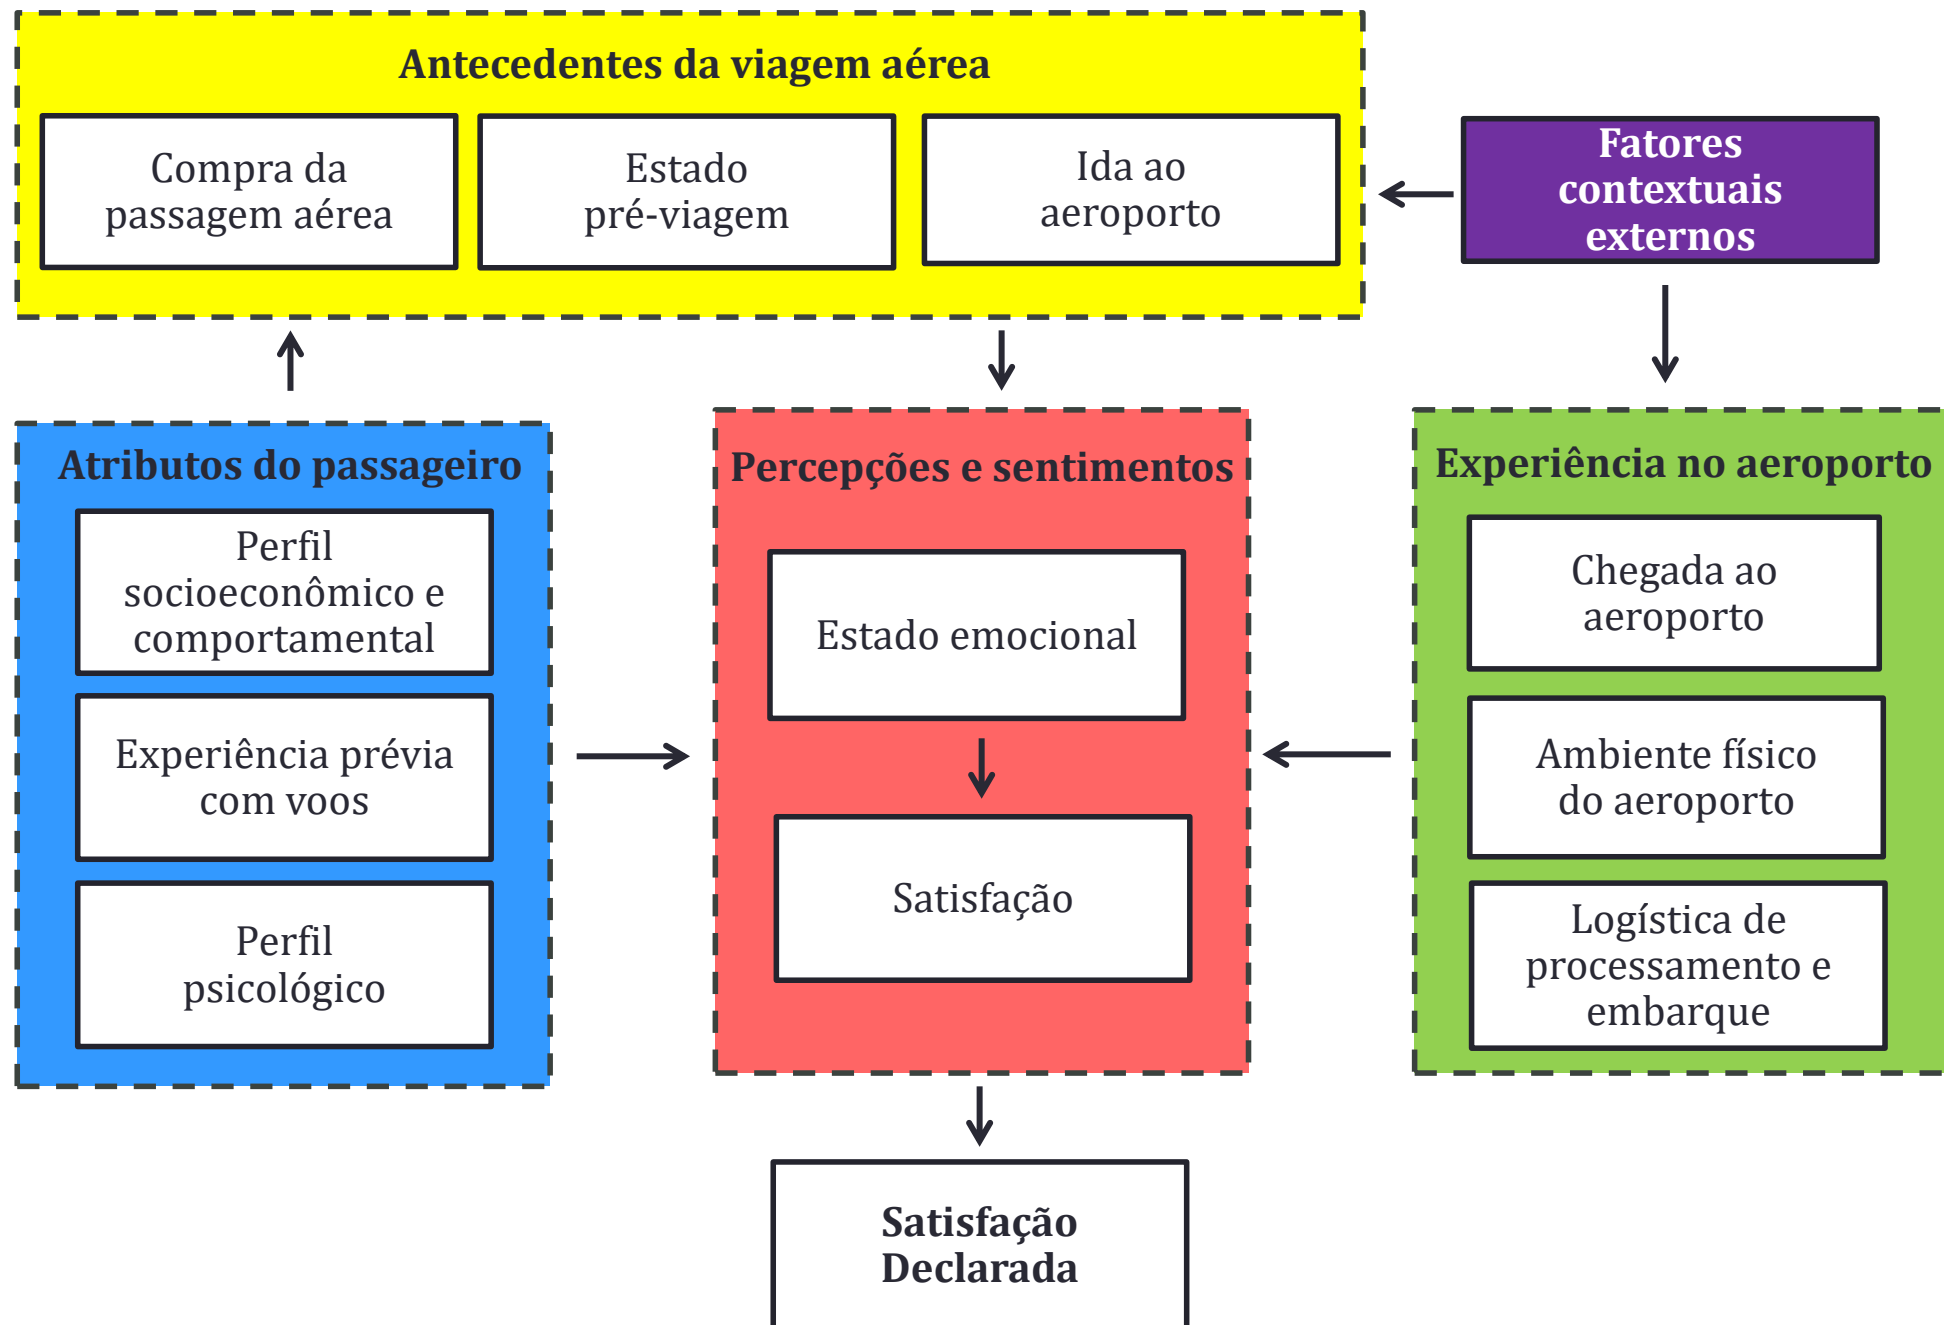 Antecedentes da viagem aérea
Compra da
passagem aérea
Estado
pré-viagem
Ida ao
aeroporto
Fatores
contextuais
externos
Atributos do passageiro
Perfil
socioeconômico e
comportamental
Experiência prévia
com voos
Perfil
psicológico
Percepções e sentimentos
Estado emocional
Satisfação
Experiência no aeroporto
Chegada ao
aeroporto
Ambiente físico
do aeroporto
Logística de
processamento e
embarque
Satisfação
Declarada